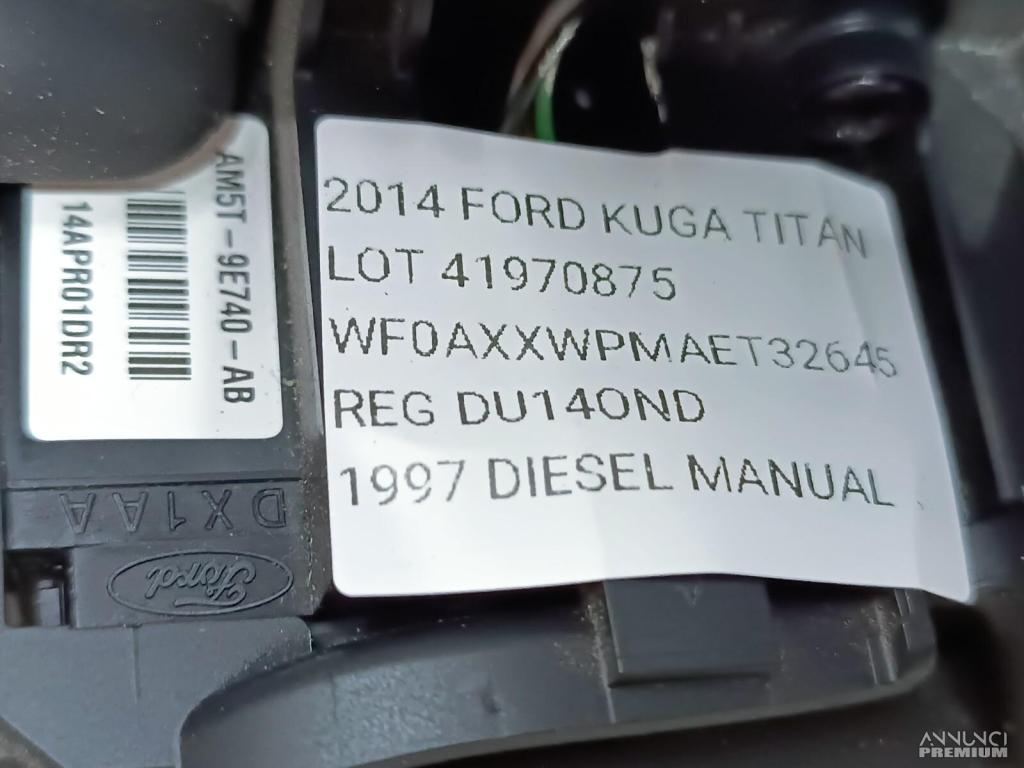 AM5T-9E740-AB
14APR01DR2
2014 FORD KUGA TITAN
LOT 41970875
WF0AXXWPMAET32645
REG DU14OND
1997 DIESEL MANUAL
DX1AA
Ford
ANNUNCI
PREMIUM